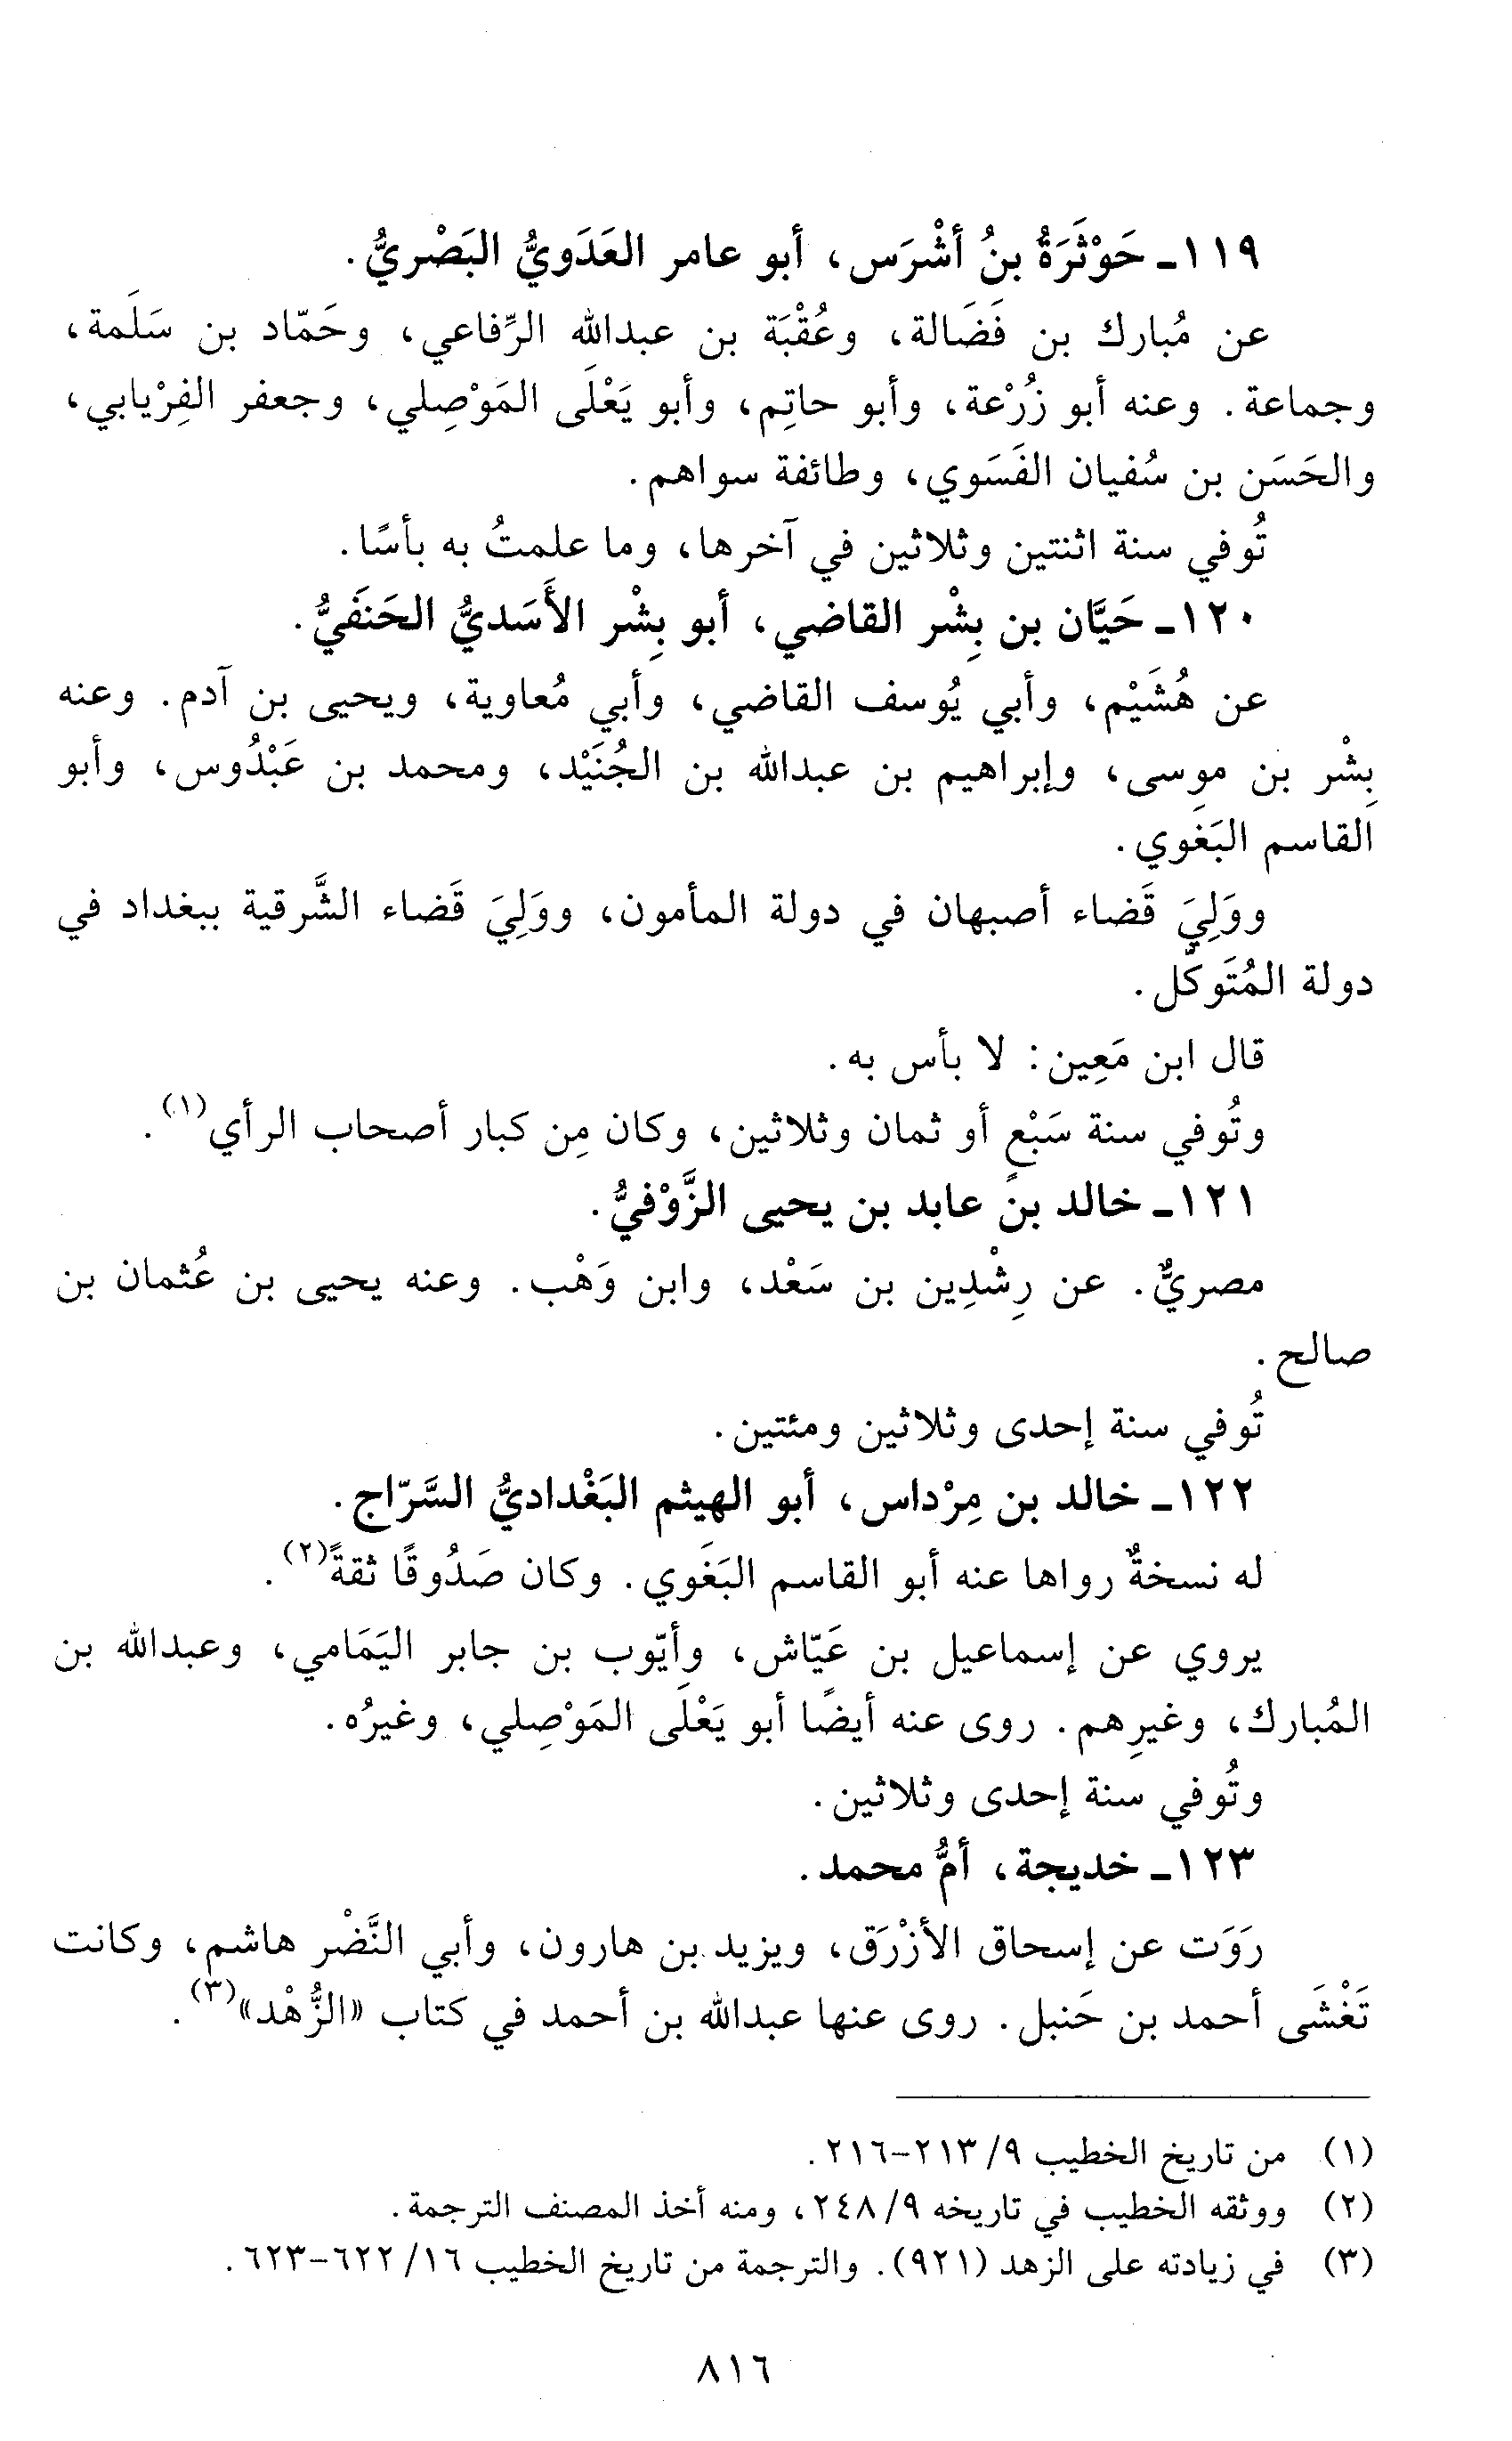 ١١٩ـ حَوْثَرَةُ بنُ أشْرَس، أبو عامر العَدَويُّ البَصْريُّ.
عن مُبارك بن فَضَالة، وعُقْبَة بن عبدالله الرِّفاعي، وحَمّاد بن سَلَمة،
وجماعة. وعنه أبو زُرْعة، وأبو حاتِم، وأبو يَعْلَى المَوْصِلي، وجعفر الفِرْيابي،
والحَسَن بن سُفيان الفَسَوي، وطائفة سواهم.
تُوفي سنة اثنتين وثلاثين في آخرها، وما علمتُ به بأسًا.
١٢٠ـ حَيَّان بن بِشْر القاضي، أبو بِشْر الأَسَديُّ الحَنَفيُّ.
عن هُشَيْم، وأبي يُوسف القاضي، وأبي مُعاوية، ويحيى بن آدم. وعنه
بِشْر بن موسى، وإبراهيم بن عبدالله بن الجُنَيْد، ومحمد بن عَبْدُوس، وأبو
القاسم البَغَوي.
ووَلِيَ قَضاء أصبهان في دولة المأمون، ووَلِيَ قَضاء الشَّرقية ببغداد في
دولة المُتَوكّل.
قال ابن مَعِين: لا بأس به.
وتُوفي سنة سَبْعٍ أو ثمان وثلاثين، وكان مِن كبار أصحاب الرأي(١).
١٢١ـ خالد بن عابد بن يحيى الزَّوْفيُّ.
مصريٌّ. عن رِشْدِين بن سَعْد، وابن وَهْب. وعنه يحيى بن عُثمان بن
صالح.
تُوفي سنة إحدى وثلاثين ومئتين.
١٢٢ـ خالد بن مِرْداس، أبو الهيثم البَغْداديُّ السَّرّاج.
له نسخةٌ رواها عنه أبو القاسم البَغَوي. وكان صَدُوقًا ثقةً(٢).
يروي عن إسماعيل بن عَيّاش، وأيّوب بن جابر اليَمَامي، وعبدالله بن
المُبارك، وغيرِهم. روى عنه أيضًا أبو يَعْلَى المَوْصِلي، وغيرُه.
وتُوفي سنة إحدى وثلاثين.
١٢٣ـ خديجة، أمُّ محمد.
رَوَت عن إسحاق الأزْرَق، ويزيد بن هارون، وأبي النَّضْر هاشم، وكانت
تَغْشَى أحمد بن حَنبل. روى عنها عبدالله بن أحمد في كتاب «الزُّهْد»(٣).
(١) من تاريخ الخطيب ٩/ ٢١٣-٢١٦.
(٢) ووثقه الخطيب في تاريخه ٩/ ٢٤٨، ومنه أخذ المصنف الترجمة.
(٣) في زيادته على الزهد (٩٢١). والترجمة من تاريخ الخطيب ١٦/ ٦٢٢-٦٢٣.
٨١٦